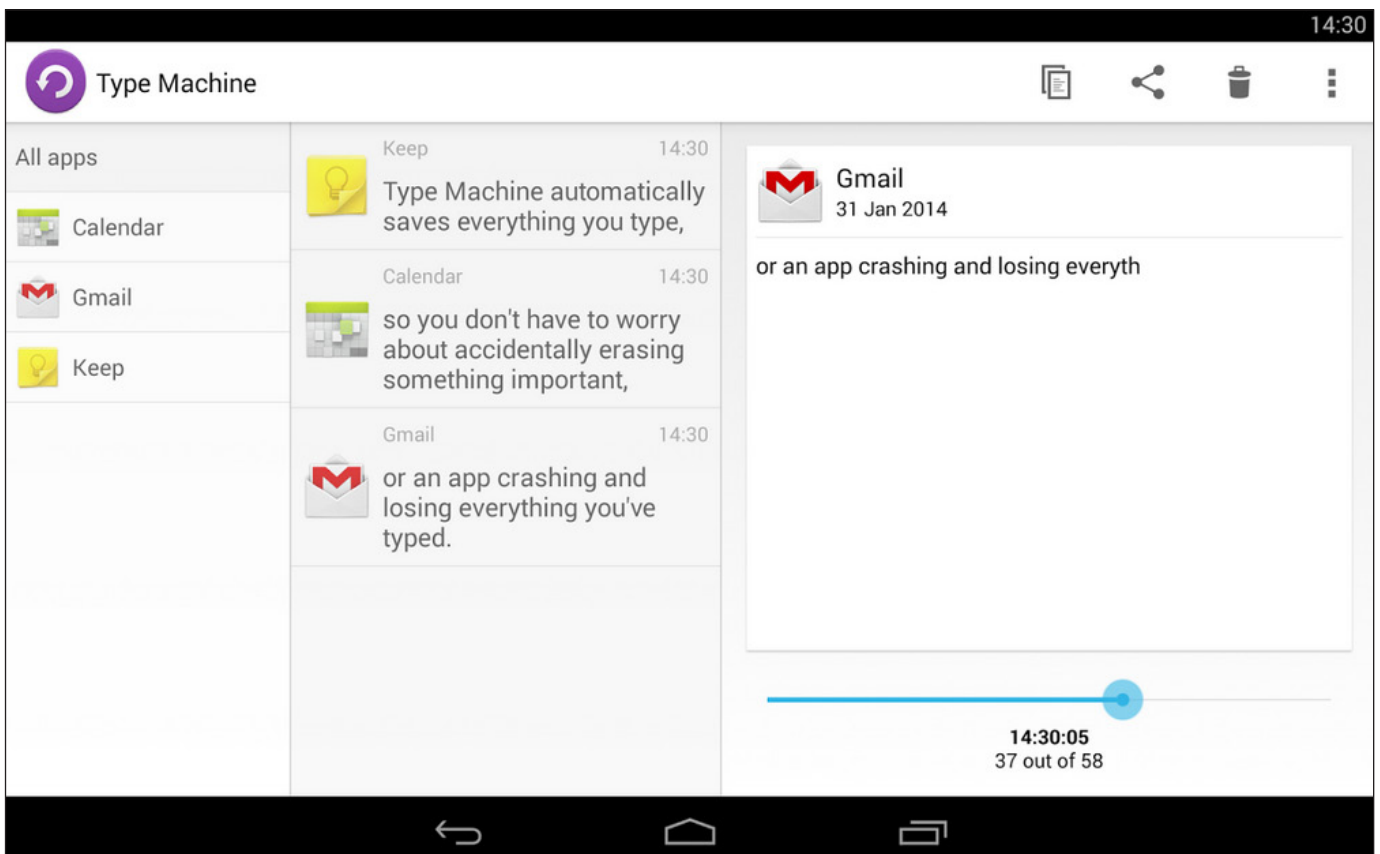 14:30
Type Machine
All apps
Calendar
Gmail
Keep
Keep 14:30
Type Machine automatically
saves everything you type,
Calendar 14:30
so you don't have to worry
about accidentally erasing
something important,
Gmail 14:30
or an app crashing and
losing everything you've
typed.
Gmail
31 Jan 2014
or an app crashing and losing everyth
14:30:05
37 out of 58